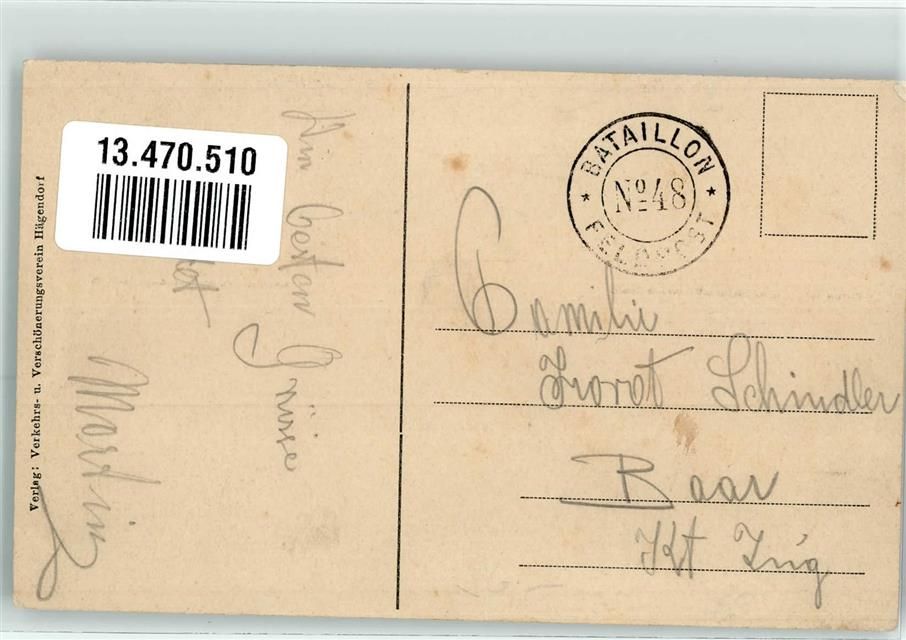 13.470.510
Verlag: Verkehrs- u. Verschönerungsverein Hägendorf
Die besten
Grüsse
Martin
BATAILLON
No 48
FELDPOST
Familie
Schindler
Baar
Kt Zug